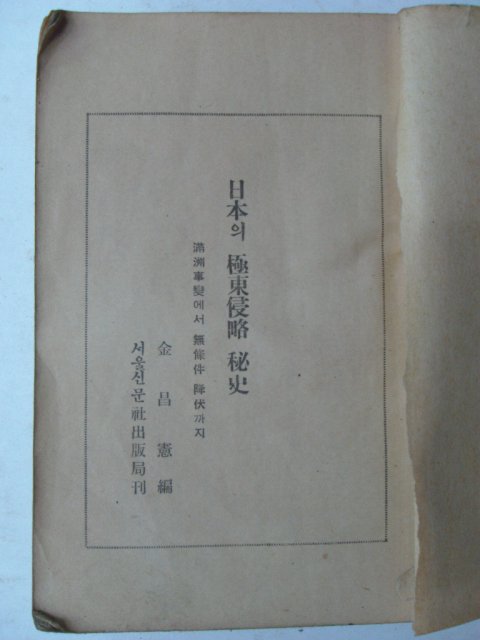 日本의 極東侵略 秘史
滿洲事變에서 無條件 降伏까지
金昌憲 編
서울신문社出版局刊